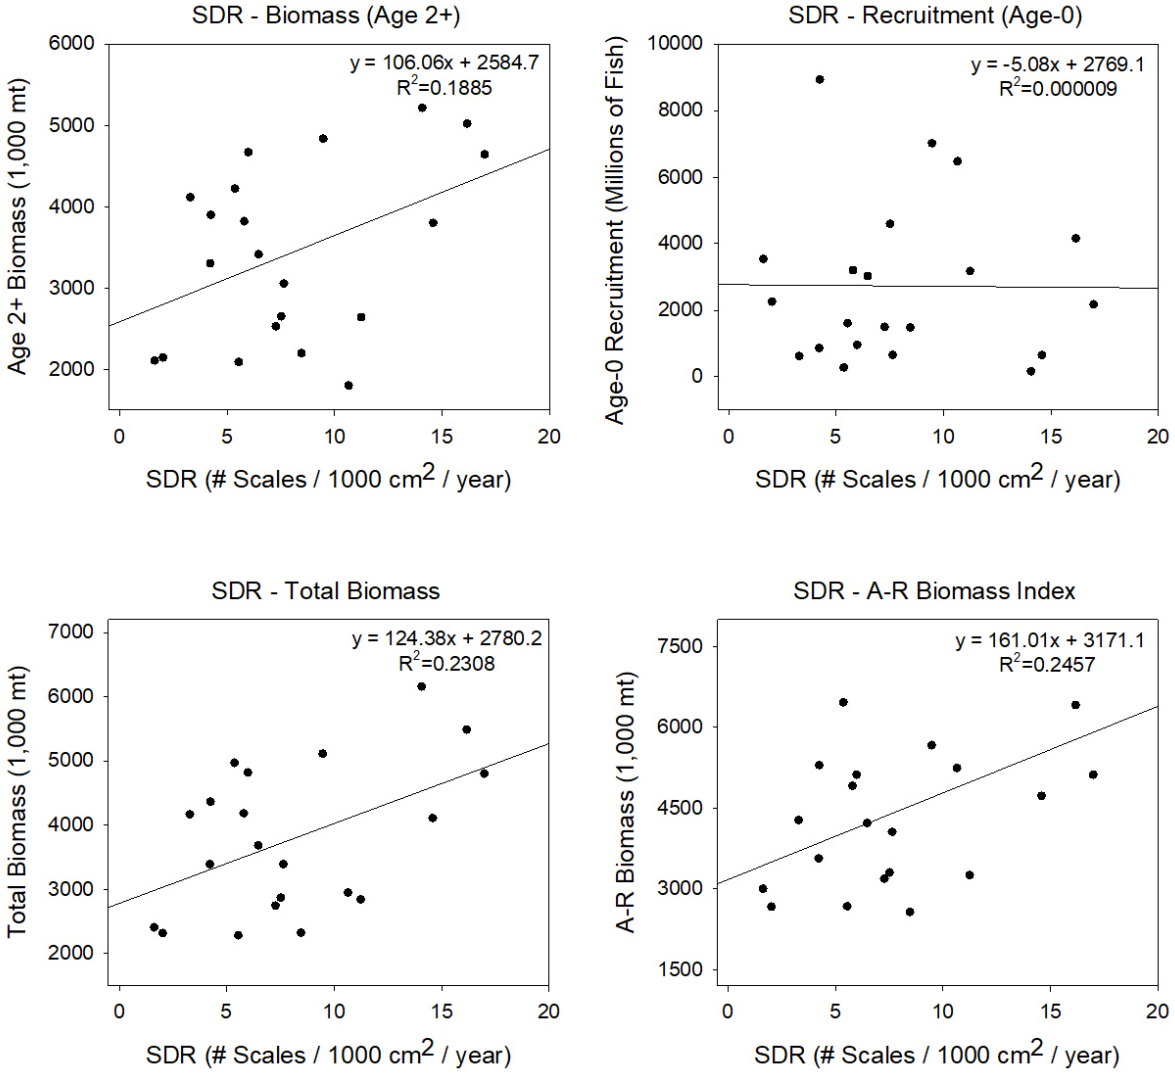 SDR - Biomass (Age 2+)
y = 106.06x + 2584.7
R²=0.1885
6000
5000
4000
3000
2000
Age 2+ Biomass (1,000 mt)
0 5 10 15 20
SDR (# Scales / 1000 cm² / year)
SDR - Recruitment (Age-0)
y = -5.08x + 2769.1
R²=0.000009
10000
8000
6000
4000
2000
0
Age-0 Recruitment (Millions of Fish)
0 5 10 15 20
SDR (# Scales / 1000 cm² / year)
SDR - Total Biomass
y = 124.38x + 2780.2
R²=0.2308
7000
6000
5000
4000
3000
2000
Total Biomass (1,000 mt)
0 5 10 15 20
SDR (# Scales / 1000 cm² / year)
SDR - A-R Biomass Index
y = 161.01x + 3171.1
R²=0.2457
7500
6000
4500
3000
1500
A-R Biomass (1,000 mt)
0 5 10 15 20
SDR (# Scales / 1000 cm² / year)